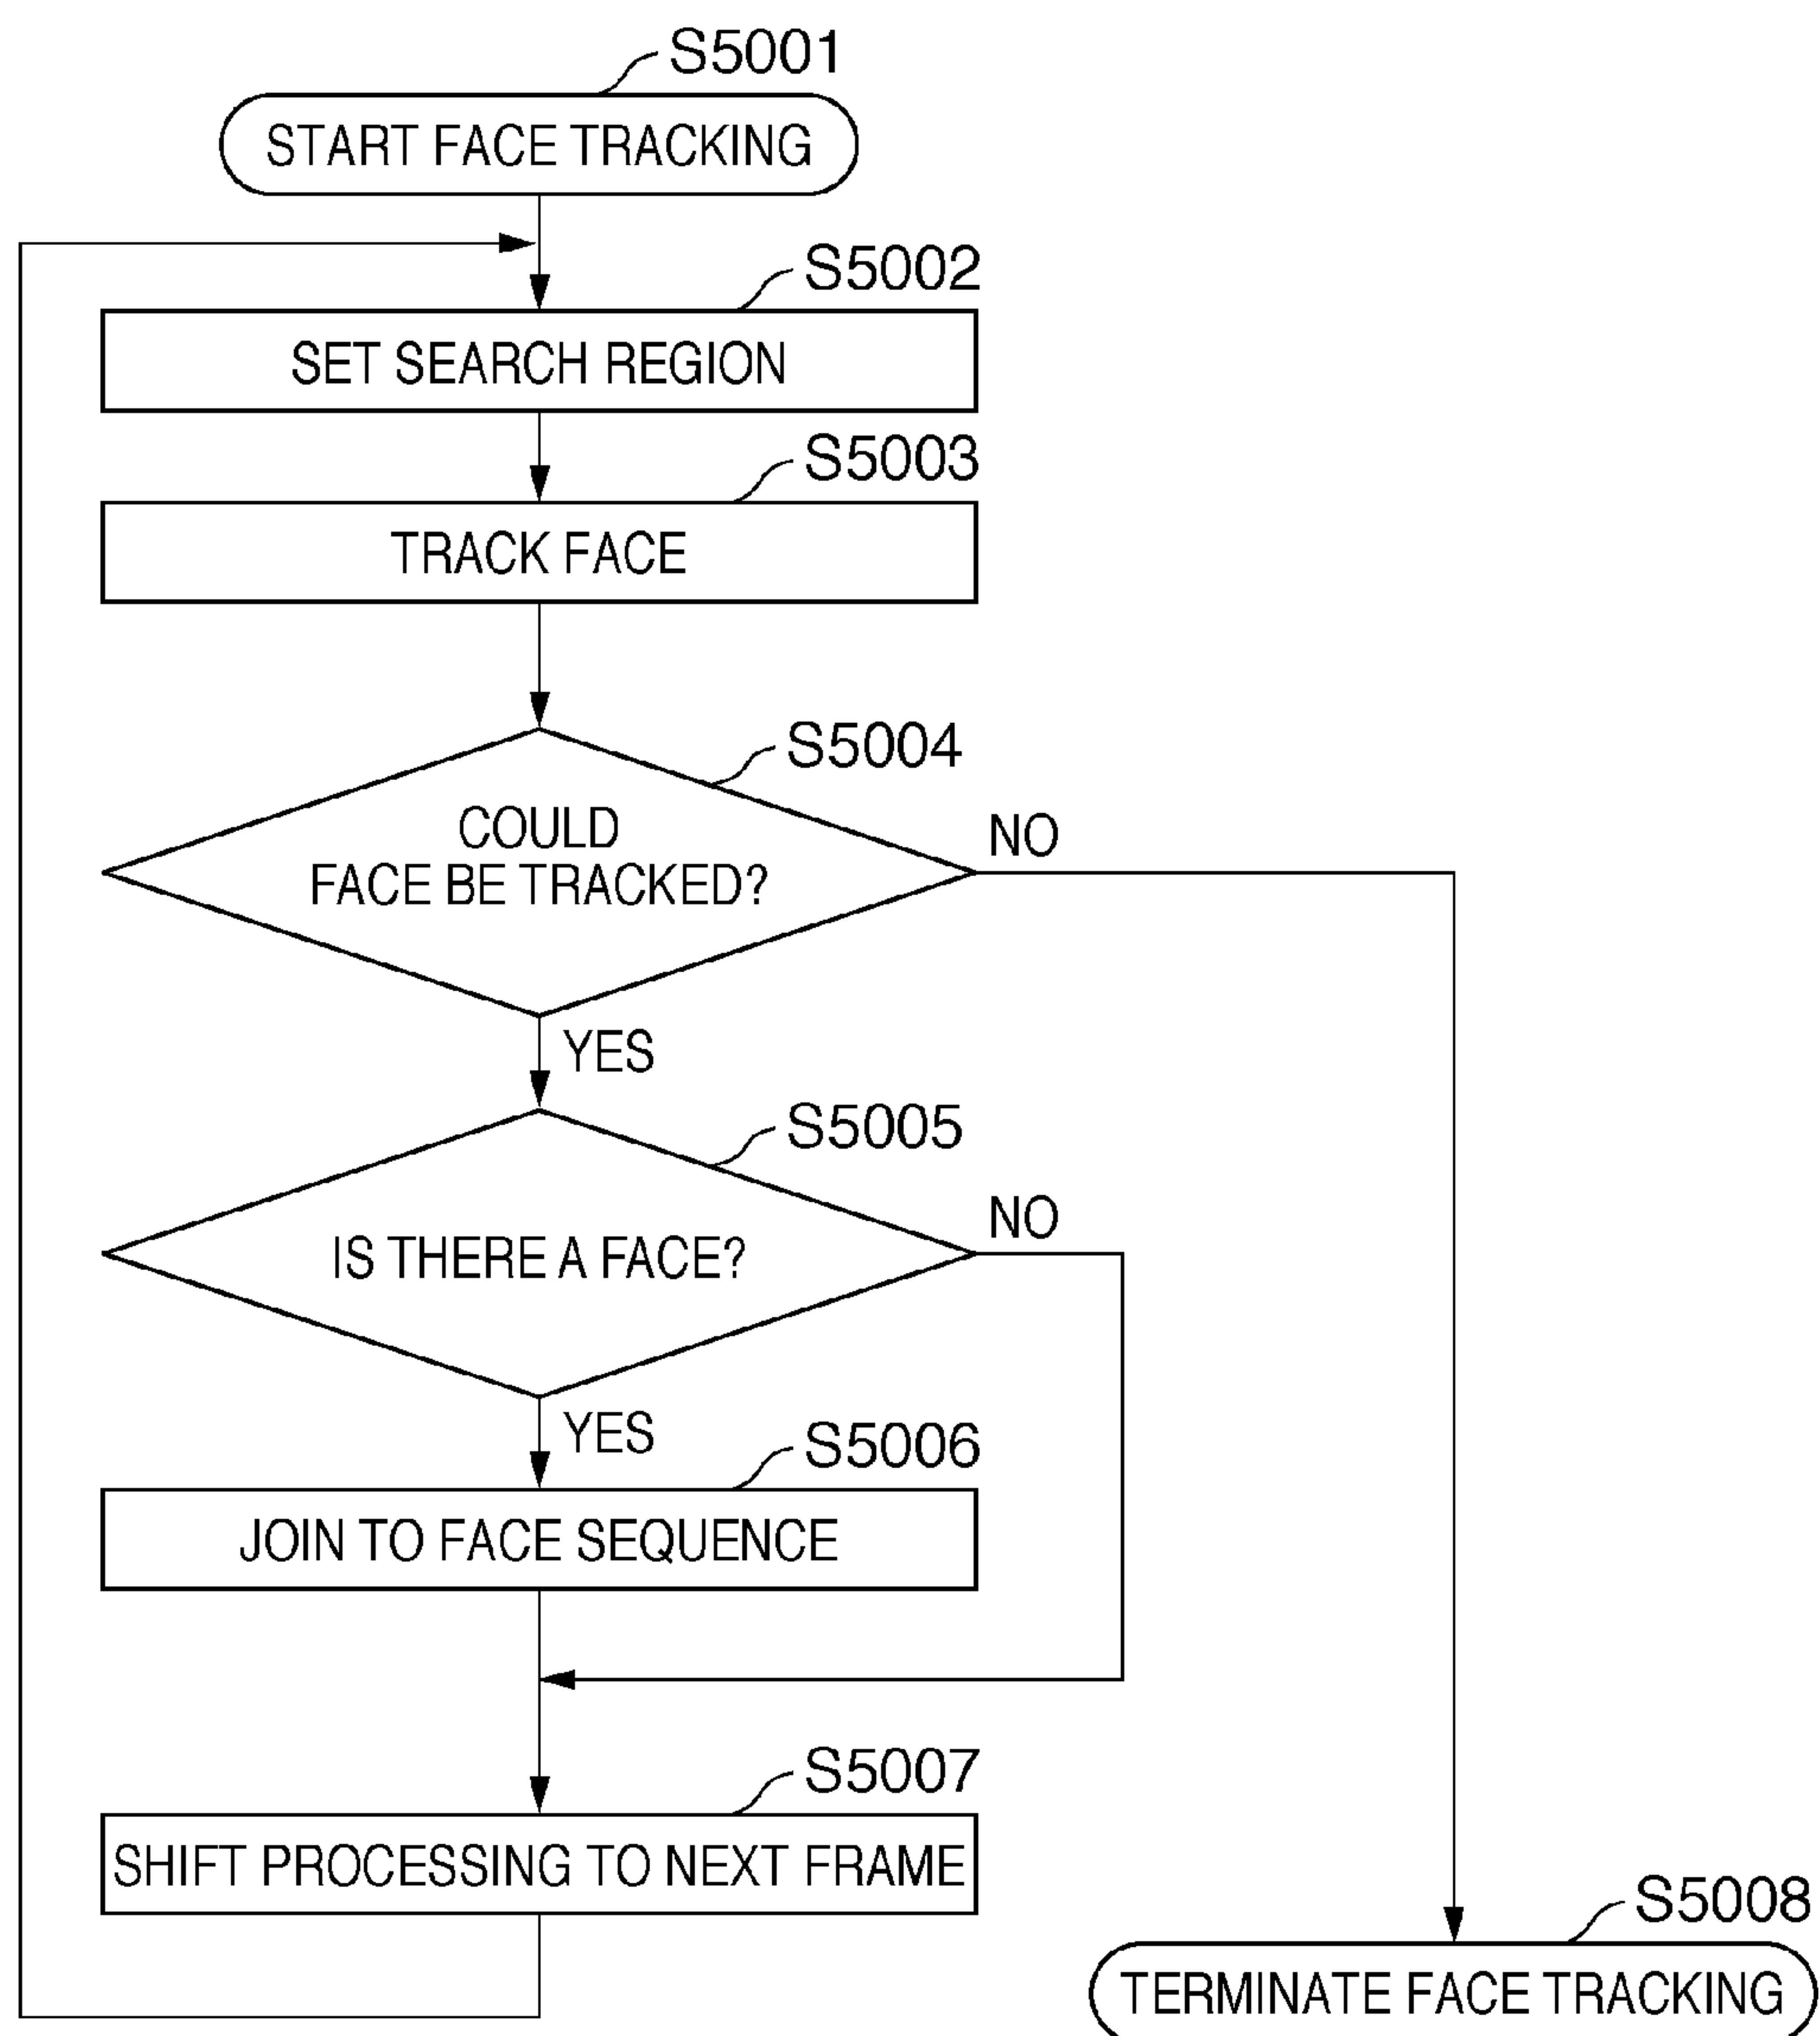 S5001
START FACE TRACKING
S5002
SET SEARCH REGION
S5003
TRACK FACE
S5004
COULD
FACE BE TRACKED?
NO
YES
S5005
IS THERE A FACE?
NO
YES
S5006
JOIN TO FACE SEQUENCE
S5007
SHIFT PROCESSING TO NEXT FRAME
S5008
TERMINATE FACE TRACKING